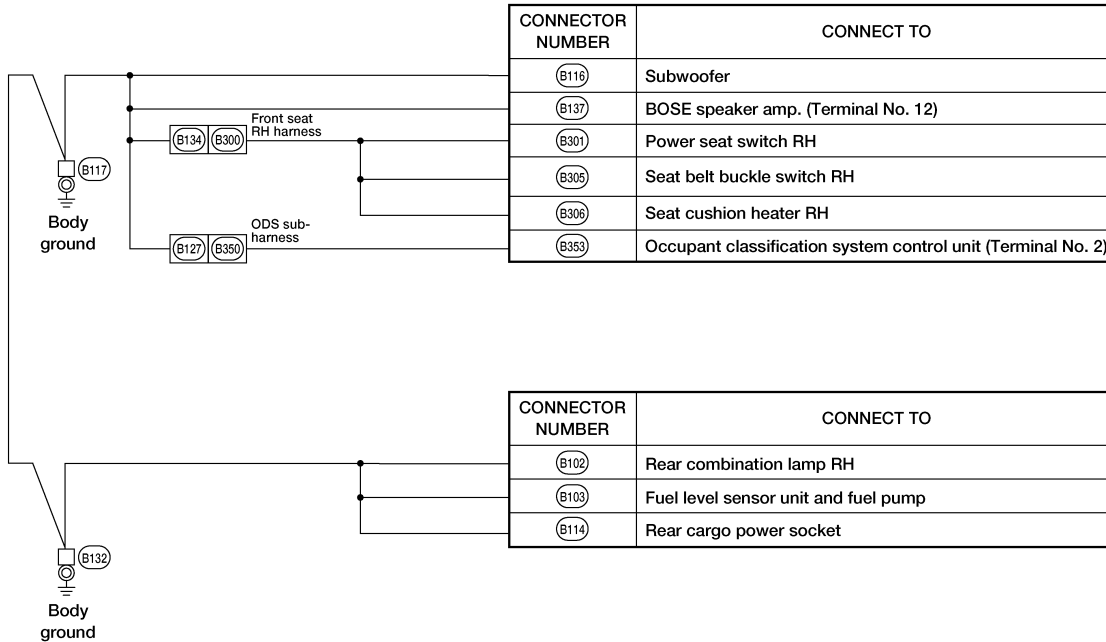 CONNECTOR
NUMBER
CONNECT TO
B116
Subwoofer
B137
BOSE speaker amp. (Terminal No. 12)
Front seat
RH harness
B134
B300
B301
Power seat switch RH
B117
B305
Seat belt buckle switch RH
Body
ground
B306
Seat cushion heater RH
ODS sub-
harness
B127
B350
B353
Occupant classification system control unit (Terminal No. 2)
CONNECTOR
NUMBER
CONNECT TO
B102
Rear combination lamp RH
B103
Fuel level sensor unit and fuel pump
B114
Rear cargo power socket
B132
Body
ground